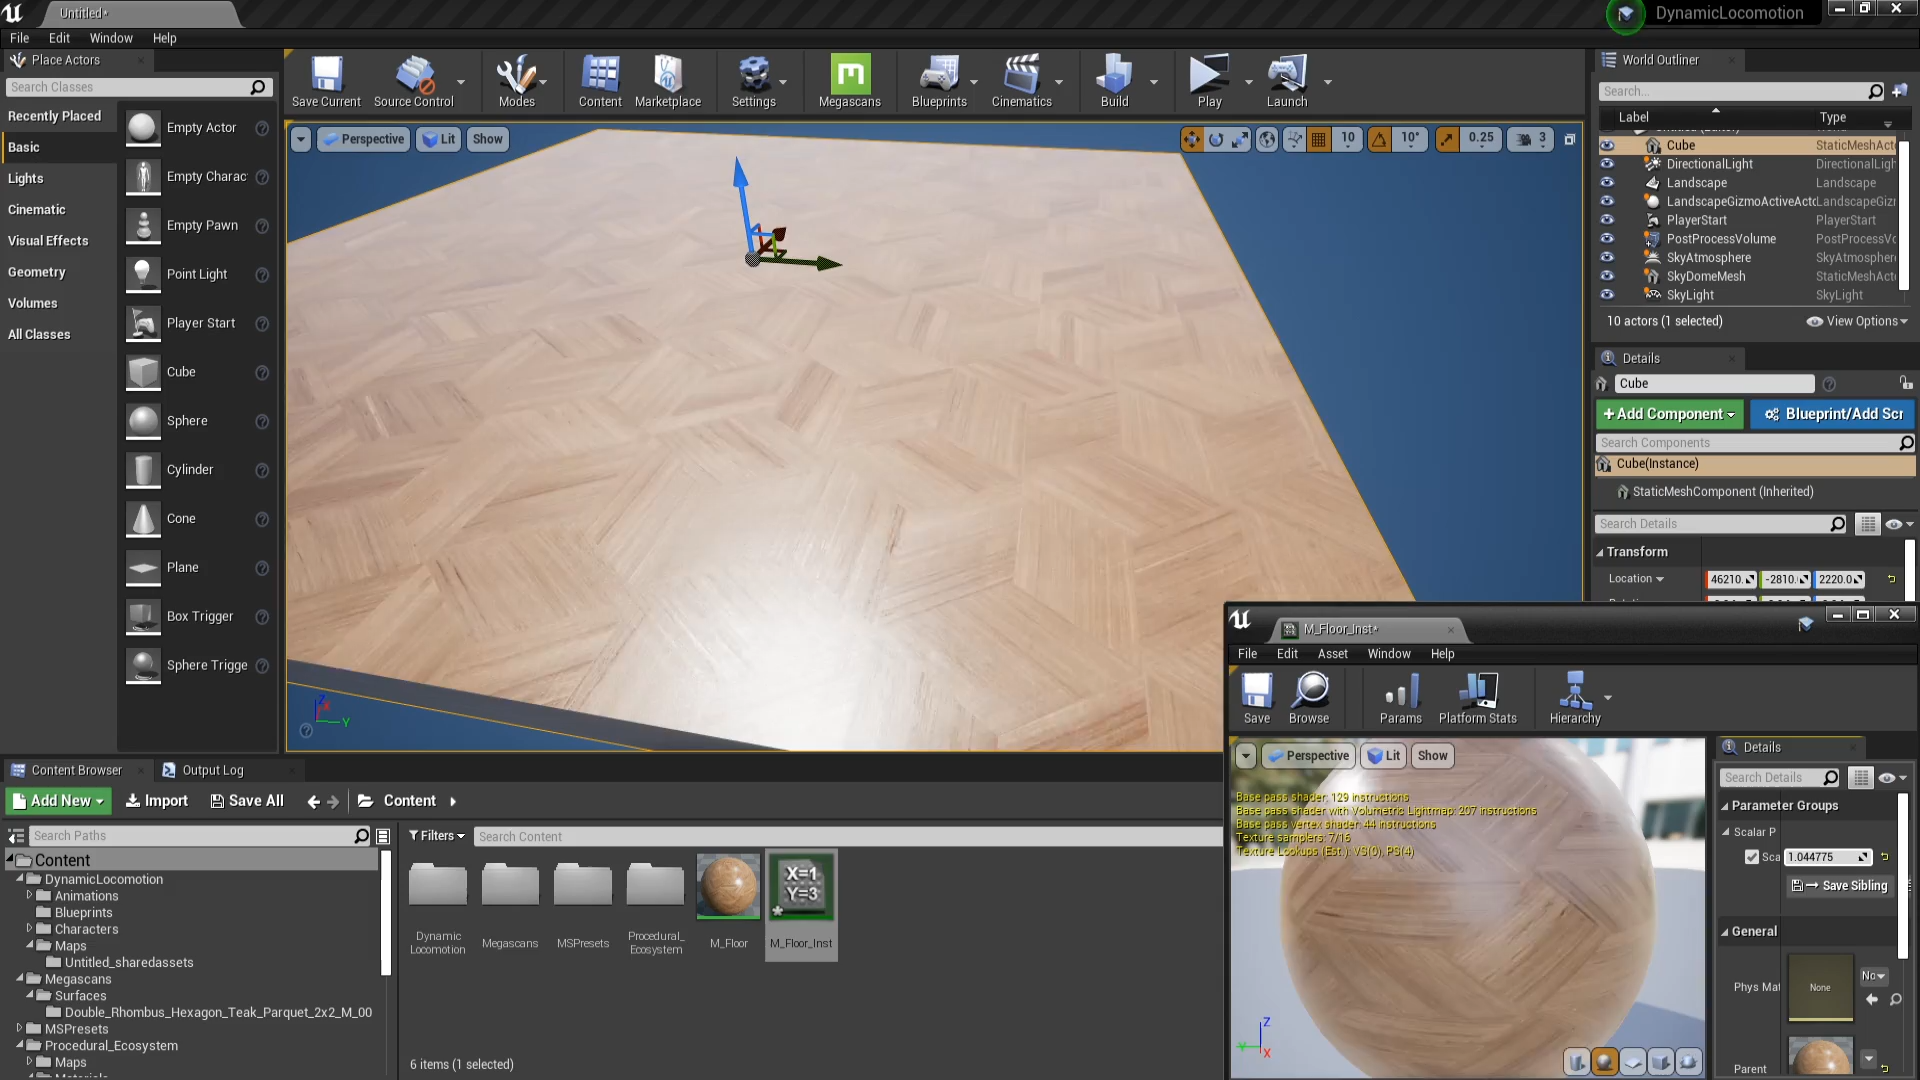 Untitled*
DynamicLocomotion
File Edit Window Help
Place Actors
Search Classes
Recently Placed
Basic
Lights
Cinematic
Visual Effects
Geometry
Volumes
All Classes
Empty Actor
Empty Charac
Empty Pawn
Point Light
Player Start
Cube
Sphere
Cylinder
Cone
Plane
Box Trigger
Sphere Trigge
Save Current
Source Control
Modes
Content
Marketplace
Settings
Megascans
Blueprints
Cinematics
Build
Play
Launch
Perspective Lit Show
10 10° 0.25 3
World Outliner
Search...
Label Type
Cube StaticMeshAct
DirectionalLight DirectionalLigh
Landscape Landscape
LandscapeGizmoActiveActo LandscapeGizr
PlayerStart PlayerStart
PostProcessVolume PostProcessVo
SkyAtmosphere SkyAtmospher
SkyDomeMesh StaticMeshAct
SkyLight SkyLight
10 actors (1 selected) View Options
Details
Cube
+Add Component Blueprint/Add Scr
Search Components
Cube(Instance)
StaticMeshComponent (Inherited)
Search Details
Transform
Location 46210. -2810. 2220.0
M_Floor_Inst*
File Edit Asset Window Help
Save
Browse
Params
Platform Stats
Hierarchy
Perspective Lit Show
Base pass shader: 129 instructions
Base pass shader with Volumetric Lightmap: 207 instructions
Base pass vertex shader: 44 instructions
Texture samplers: 7/16
Texture Lookups (Est.): VS(0), PS(4)
Details
Search Details
Parameter Groups
Scalar P
Sca 1.044775
Save Sibling
General
Phys Mat None No
Parent
Z
Y
X
Content Browser Output Log
Add New Import Save All Content
Search Paths
Filters Search Content
Content
DynamicLocomotion
Animations
Blueprints
Characters
Maps
Untitled_sharedassets
Megascans
Surfaces
Double_Rhombus_Hexagon_Teak_Parquet_2x2_M_00
MSPresets
Procedural_Ecosystem
Maps
Dynamic
Locomotion
Megascans
MSPresets
Procedural_
Ecosystem
M_Floor
X=1
Y=3
M_Floor_Inst
6 items (1 selected)